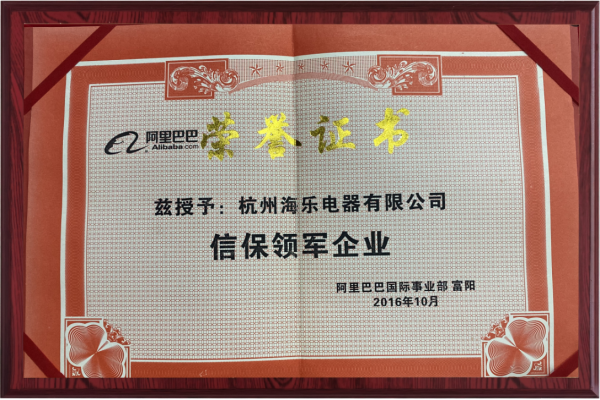 阿里巴巴
Alibaba.com
荣誉证书
兹授予：杭州海乐电器有限公司
信保领军企业
阿里巴巴国际事业部 富阳
2016年10月